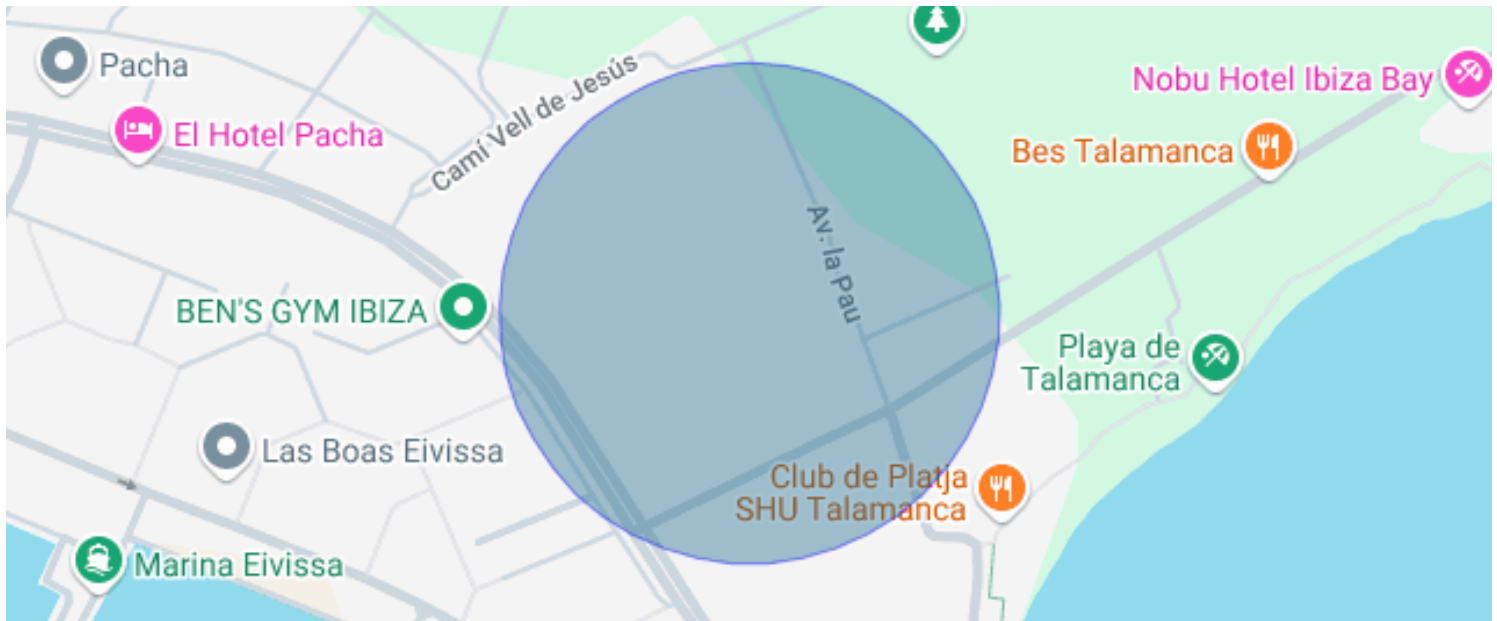 Pacha
El Hotel Pacha
Camí Vell de Jesús
Nobu Hotel Ibiza Bay
Bes Talamanca
Av. la Pau
BEN'S GYM IBIZA
Playa de
Talamanca
Las Boas Eivissa
Club de Platja
SHU Talamanca
Marina Eivissa